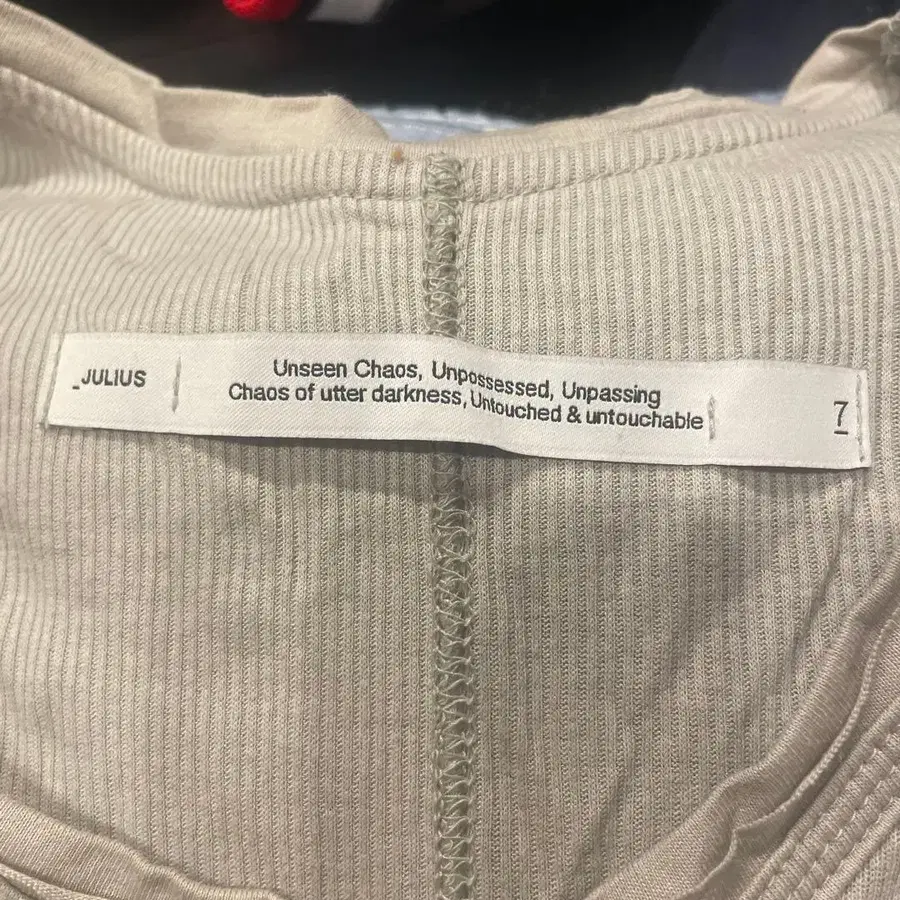 _JULIUS
Unseen Chaos, Unpossessed, Unpassing
Chaos of utter darkness, Untouched & untouchable
7